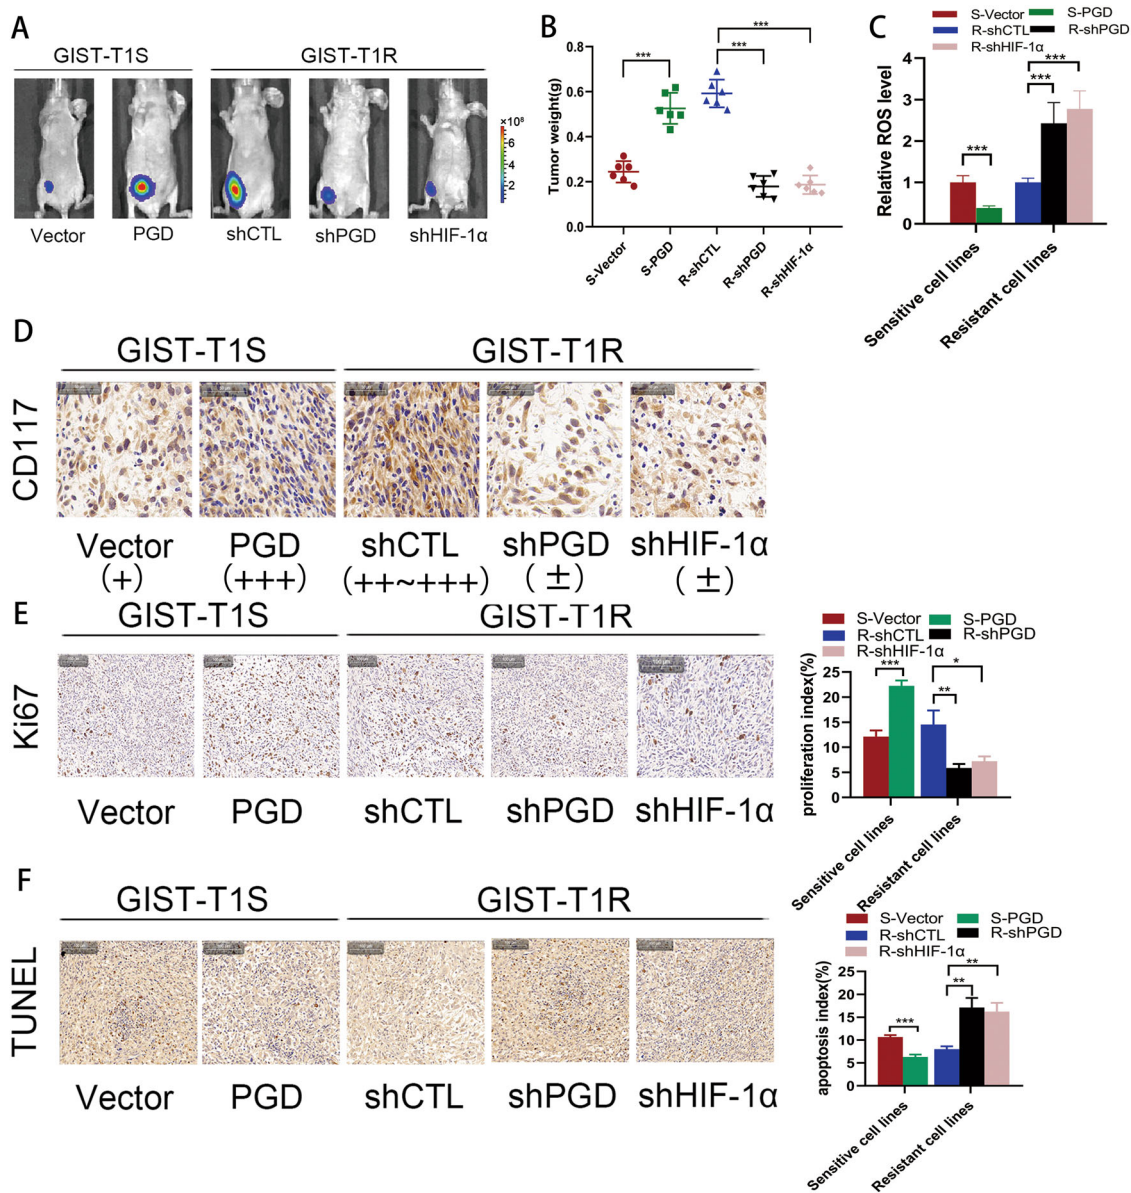 A
GIST-T1S
GIST-T1R
×10⁸
6
4
2
Vector
PGD
shCTL
shPGD
shHIF-1α
B
Tumor weight(g)
0.8
0.6
0.4
0.2
0.0
***
***
***
S-Vector
S-PGD
R-shCTL
R-shPGD
R-shHIF-1α
C
S-Vector
S-PGD
R-shCTL
R-shPGD
R-shHIF-1α
Relative ROS level
4
3
2
1
0
***
***
***
Sensitive cell lines
Resistant cell lines
D
GIST-T1S
GIST-T1R
CD117
Vector
PGD
shCTL
shPGD
shHIF-1α
(+)
(+++)
(++~+++)
(±)
(±)
E
GIST-T1S
GIST-T1R
Ki67
Vector
PGD
shCTL
shPGD
shHIF-1α
S-Vector
S-PGD
R-shCTL
R-shPGD
R-shHIF-1α
proliferation index(%)
25
20
15
10
5
0
***
**
*
Sensitive cell lines
Resistant cell lines
F
GIST-T1S
GIST-T1R
TUNEL
Vector
PGD
shCTL
shPGD
shHIF-1α
S-Vector
S-PGD
R-shCTL
R-shPGD
R-shHIF-1α
apoptosis index(%)
25
20
15
10
5
0
***
**
**
Sensitive cell lines
Resistant cell lines